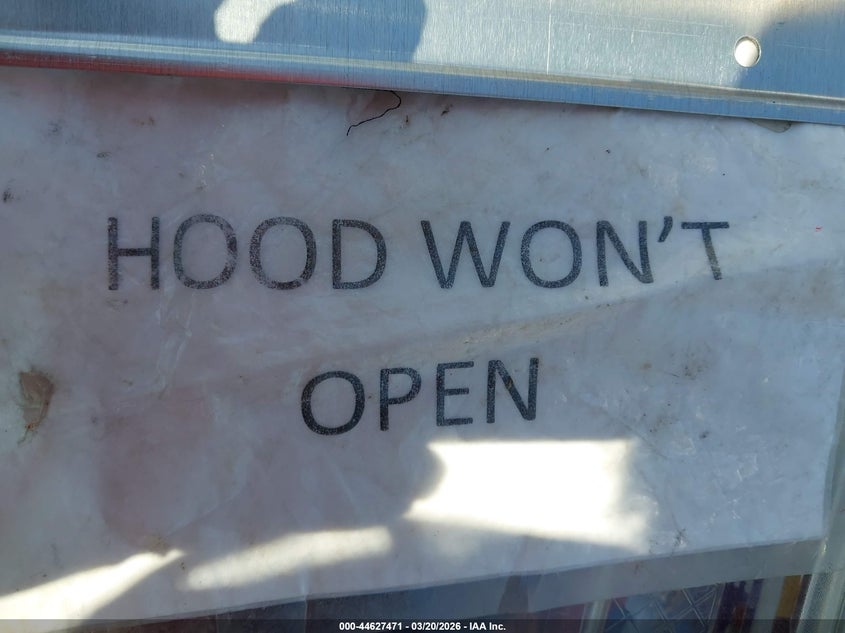 HOOD WON'T
OPEN
000-44627471 — 03/20/2026 — IAA Inc.